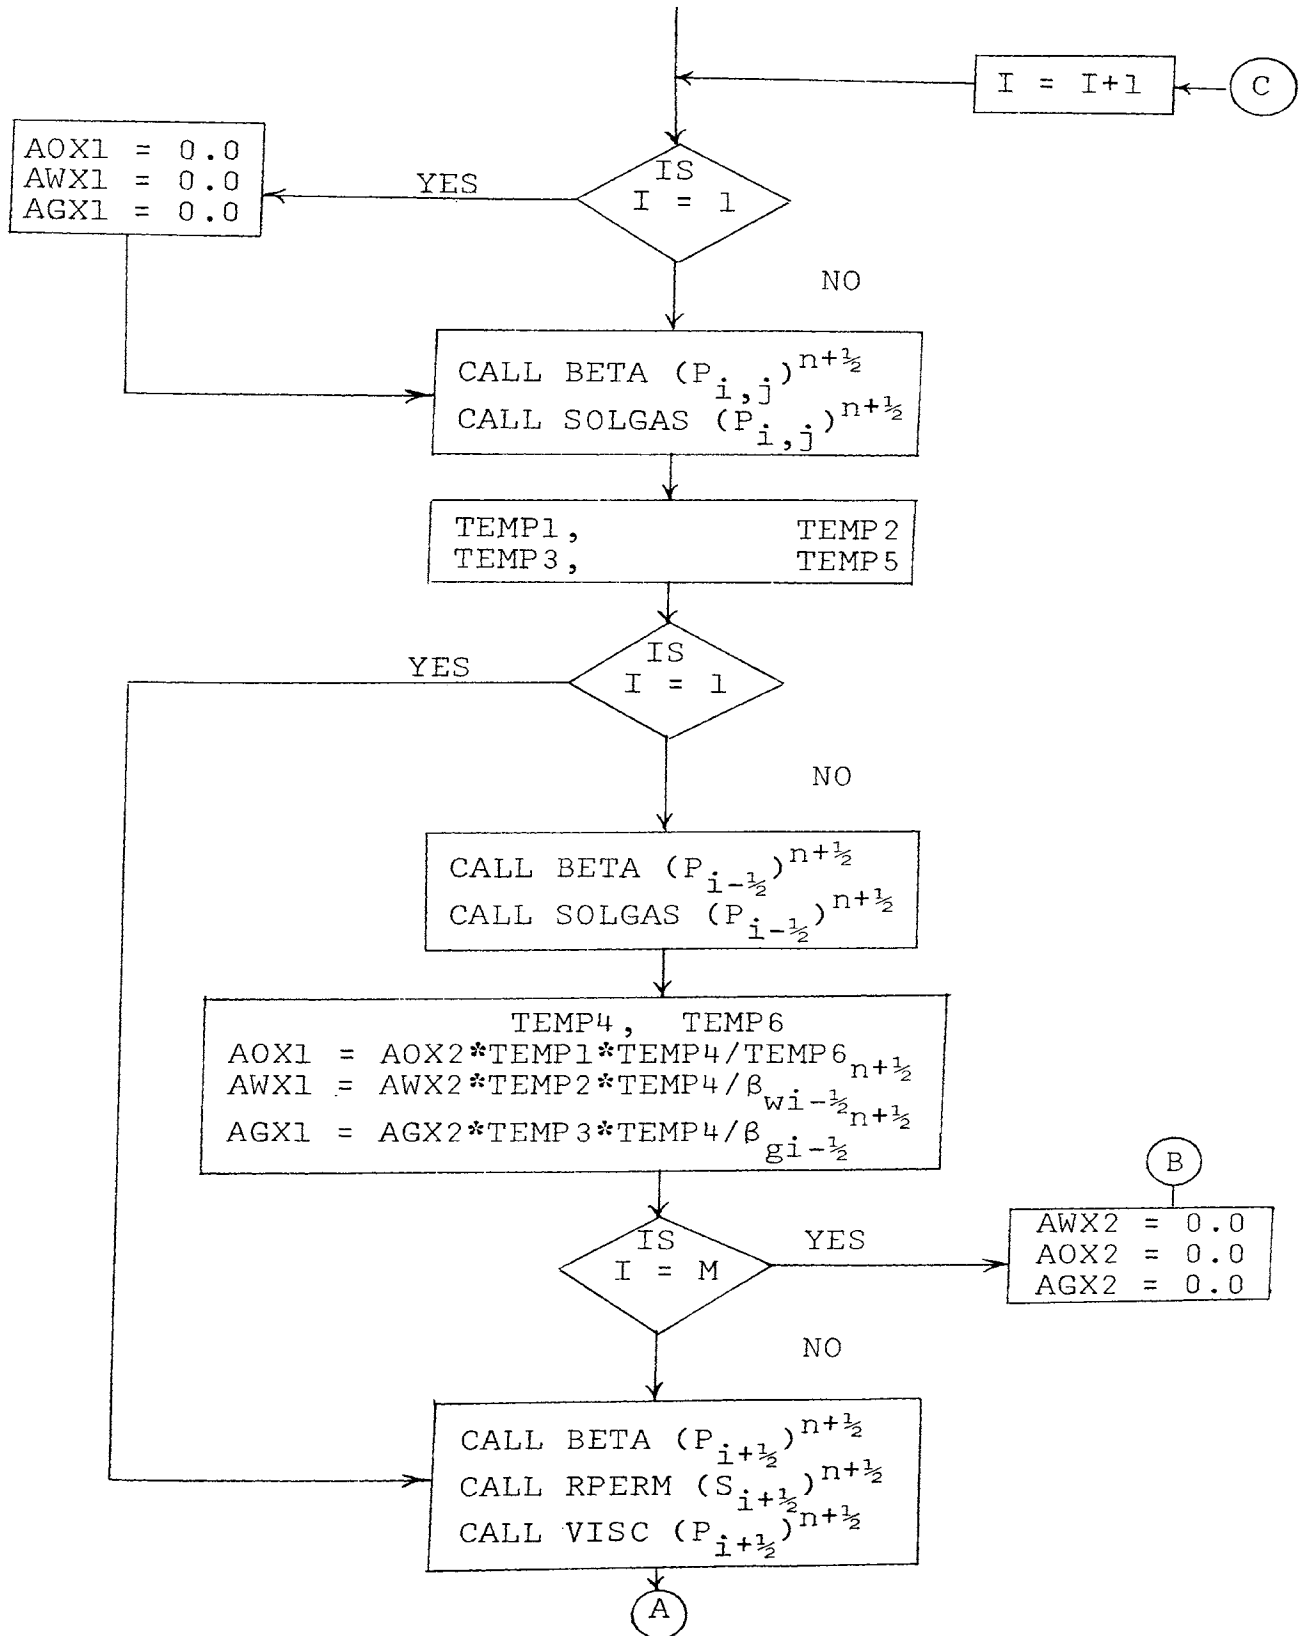 I = I+1
C
AOX1 = 0.0
AWX1 = 0.0
AGX1 = 0.0
YES
IS
I = 1
NO
CALL BETA (P_{i,j})^{n+½}
CALL SOLGAS (P_{i,j})^{n+½}
TEMP1, TEMP2
TEMP3, TEMP5
YES
IS
I = 1
NO
CALL BETA (P_{i-½})^{n+½}
CALL SOLGAS (P_{i-½})^{n+½}
TEMP4, TEMP6
AOX1 = AOX2*TEMP1*TEMP4/TEMP6
AWX1 = AWX2*TEMP2*TEMP4/β_{wi-½}^{n+½}
AGX1 = AGX2*TEMP3*TEMP4/β_{gi-½}^{n+½}
B
IS
I = M
YES
AWX2 = 0.0
AOX2 = 0.0
AGX2 = 0.0
NO
CALL BETA (P_{i+½})^{n+½}
CALL RPERM (S_{i+½})^{n+½}
CALL VISC (P_{i+½})^{n+½}
A